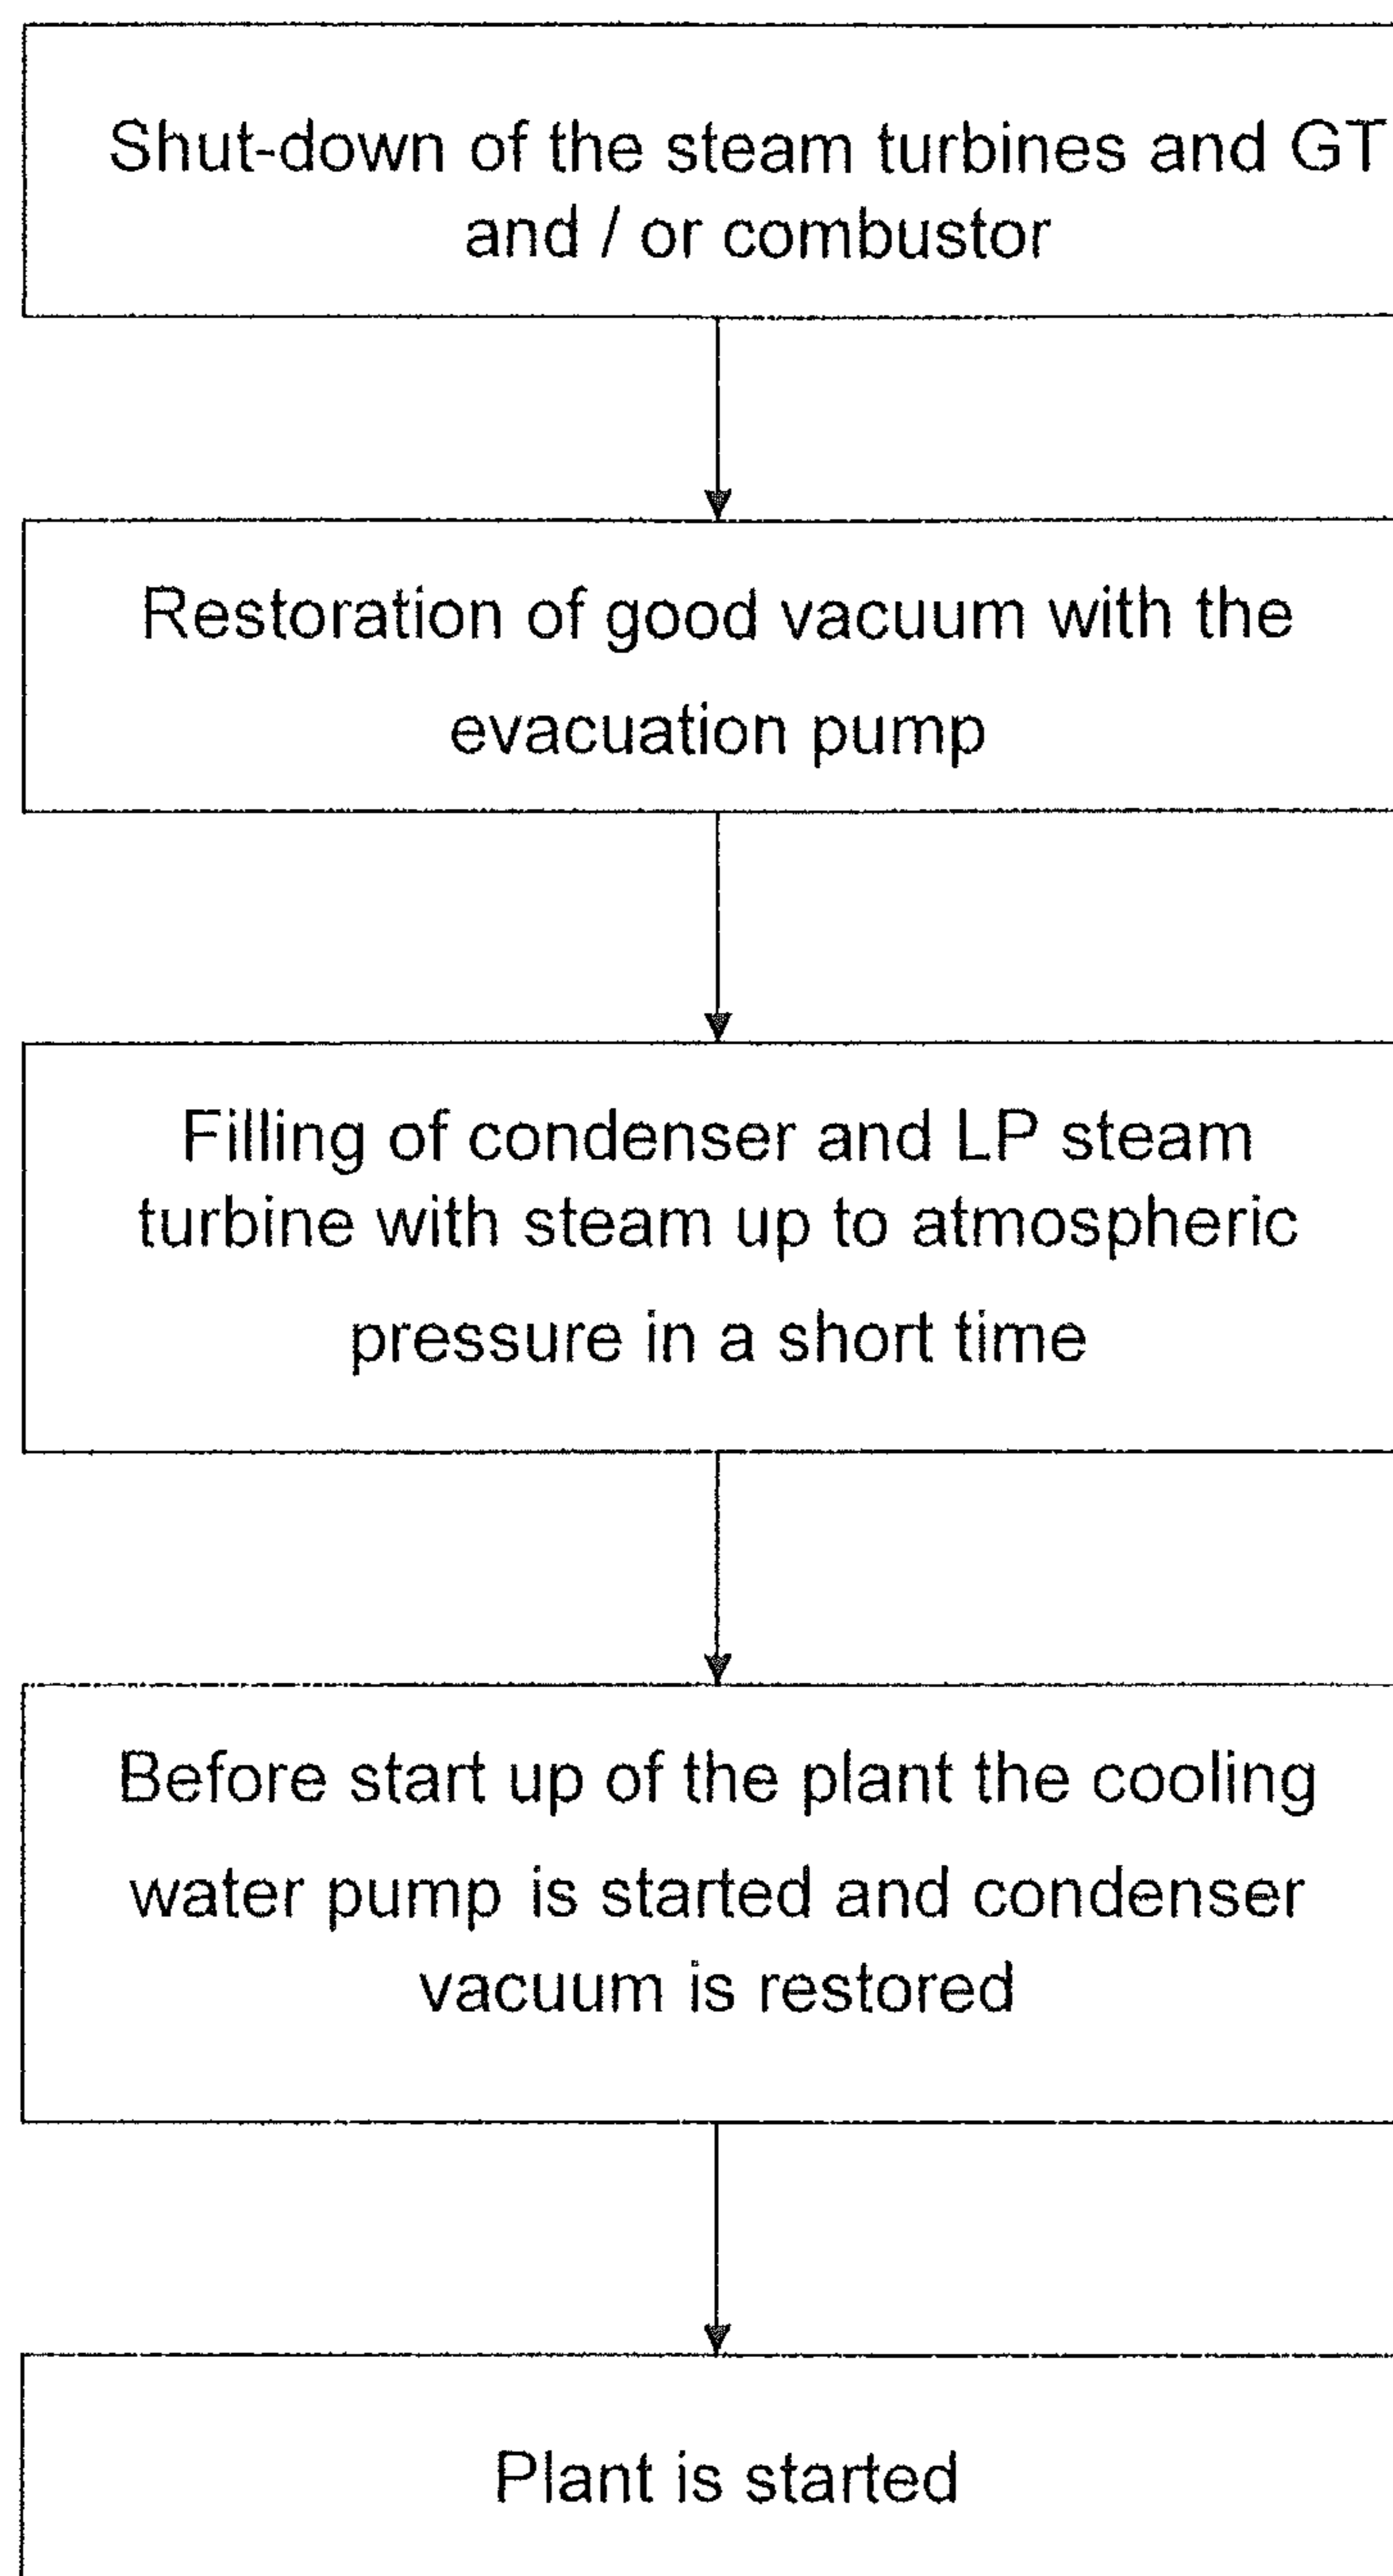 Shut-down of the steam turbines and GT
and / or combustor
Restoration of good vacuum with the
evacuation pump
Filling of condenser and LP steam
turbine with steam up to atmospheric
pressure in a short time
Before start up of the plant the cooling
water pump is started and condenser
vacuum is restored
Plant is started